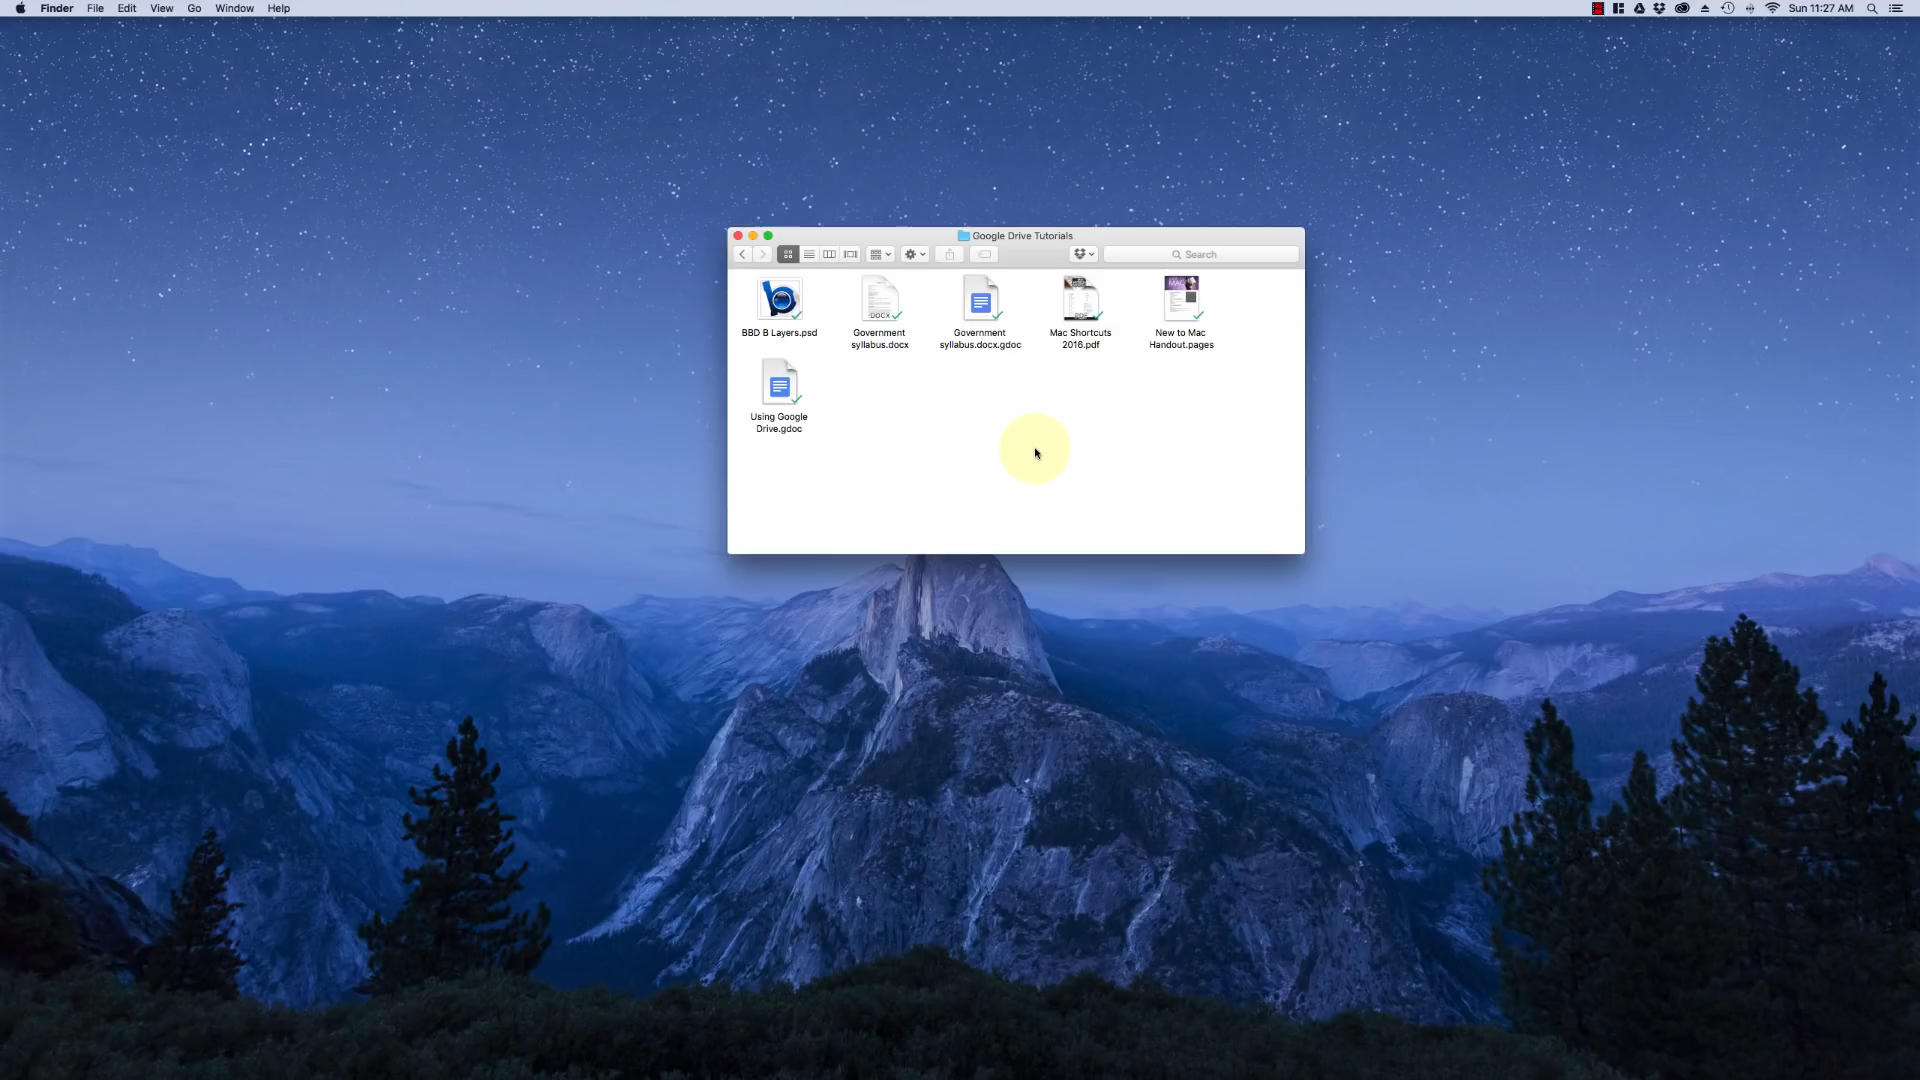 Finder File Edit View Go Window Help
Sun 11:27 AM
Google Drive Tutorials
Search
DOCX
PDF
BBD B Layers.psd
Government
syllabus.docx
Government
syllabus.docx.gdoc
Mac Shortcuts
2016.pdf
New to Mac
Handout.pages
Using Google
Drive.gdoc